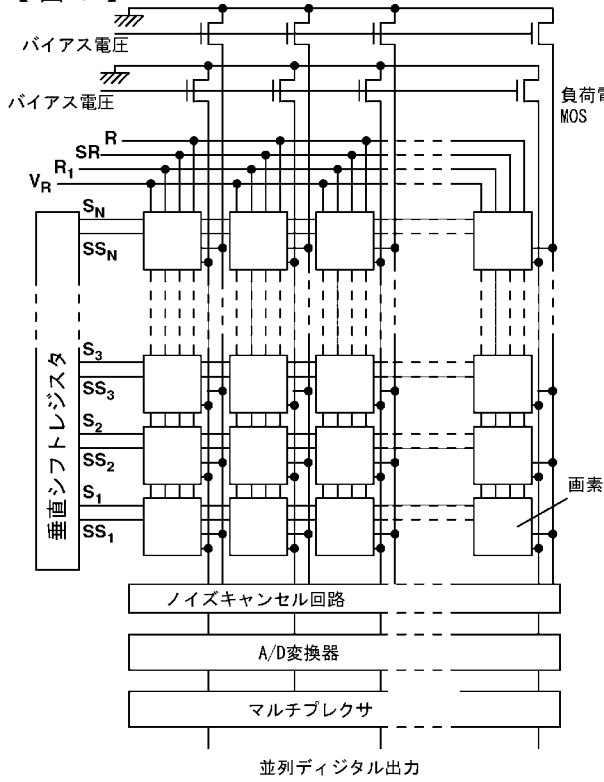 バイアス電圧
バイアス電圧
負荷電
MOS
R
SR
R1
VR
SN
SSN
S3
SS3
S2
SS2
S1
SS1
垂直シフトレジスタ
画素
ノイズキャンセル回路
A/D変換器
マルチプレクサ
並列ディジタル出力